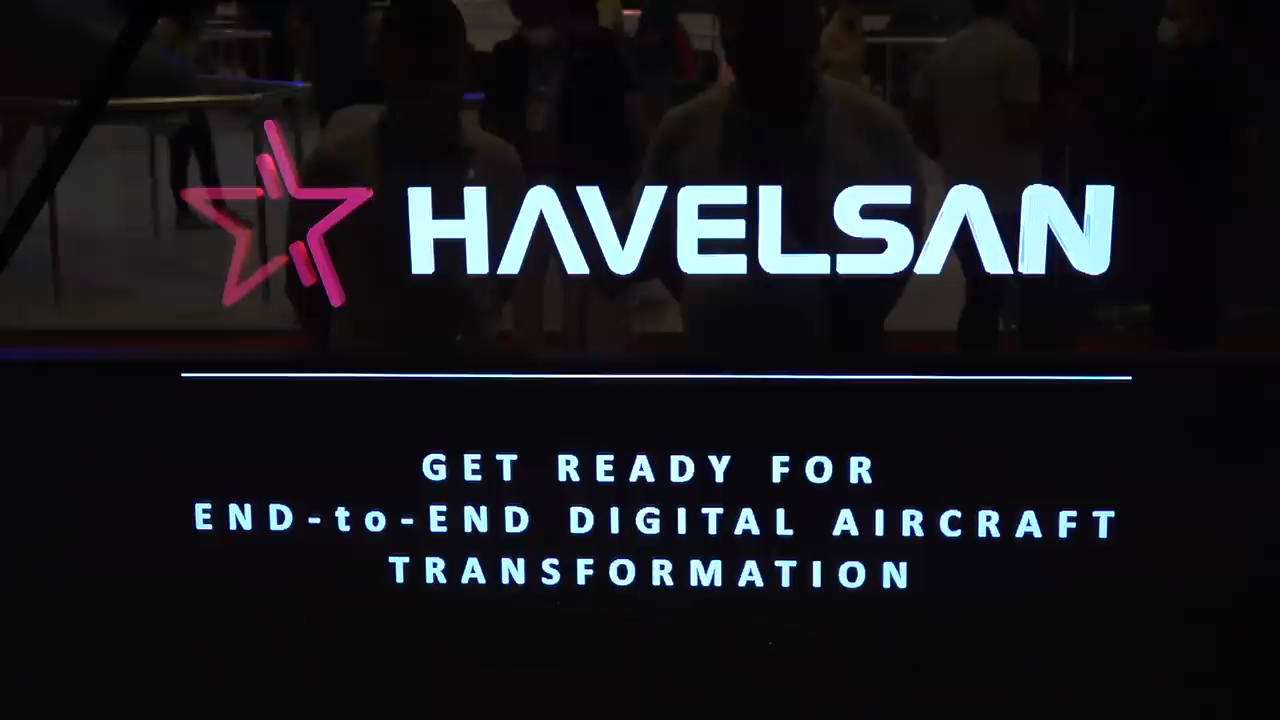 HAVELSAN
GET READY FOR
END-to-END DIGITAL AIRCRAFT
TRANSFORMATION